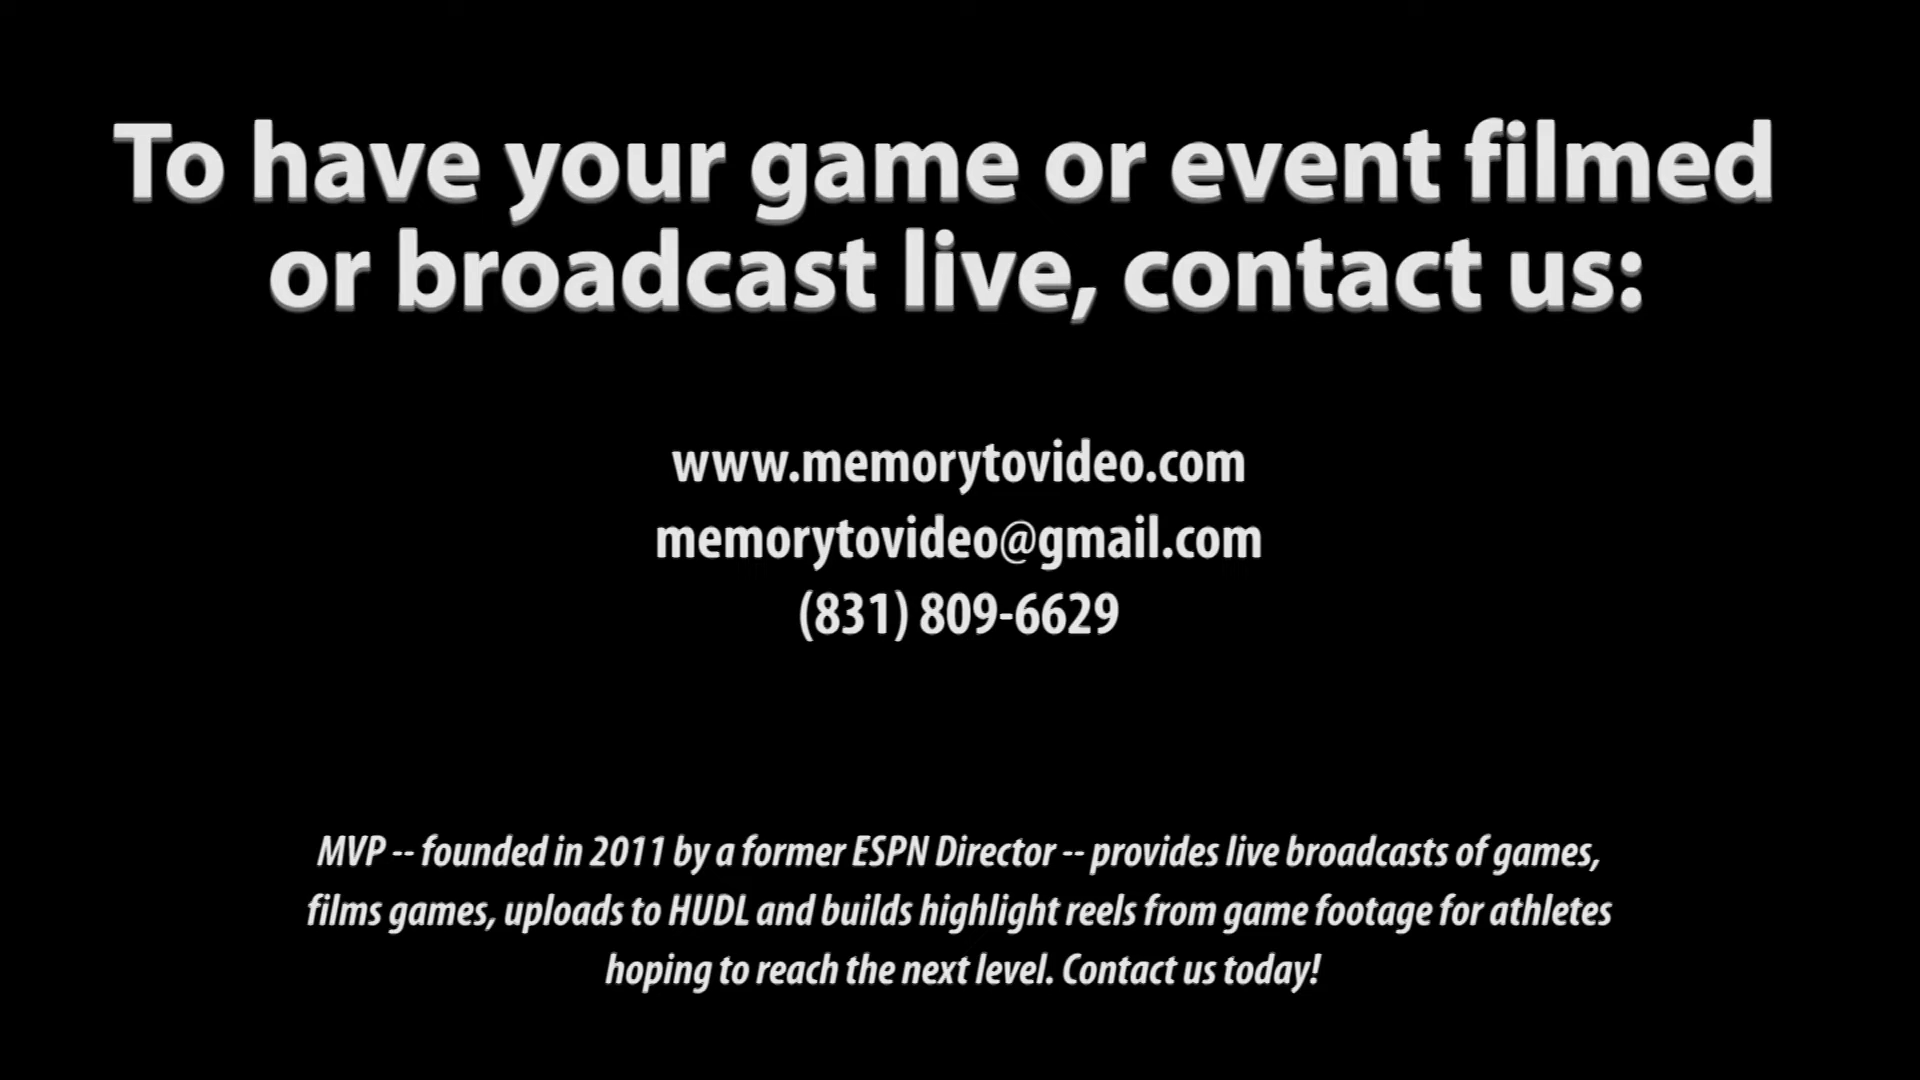 To have your game or event filmed
or broadcast live, contact us:
www.memorytovideo.com
memorytovideo@gmail.com
(831) 809-6629
MVP -- founded in 2011 by a former ESPN Director -- provides live broadcasts of games,
films games, uploads to HUDL and builds highlight reels from game footage for athletes
hoping to reach the next level. Contact us today!